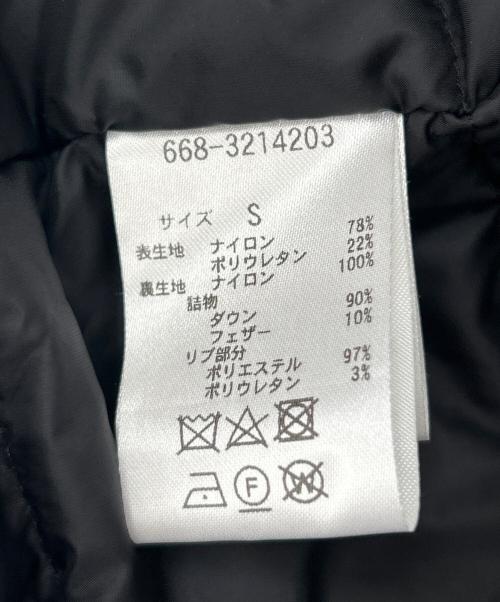 668-3214203
サイズ S
表生地 ナイロン 78%
ポリウレタン 22%
裏生地 ナイロン 100%
詰物
ダウン 90%
フェザー 10%
リブ部分
ポリエステル 97%
ポリウレタン 3%
F W